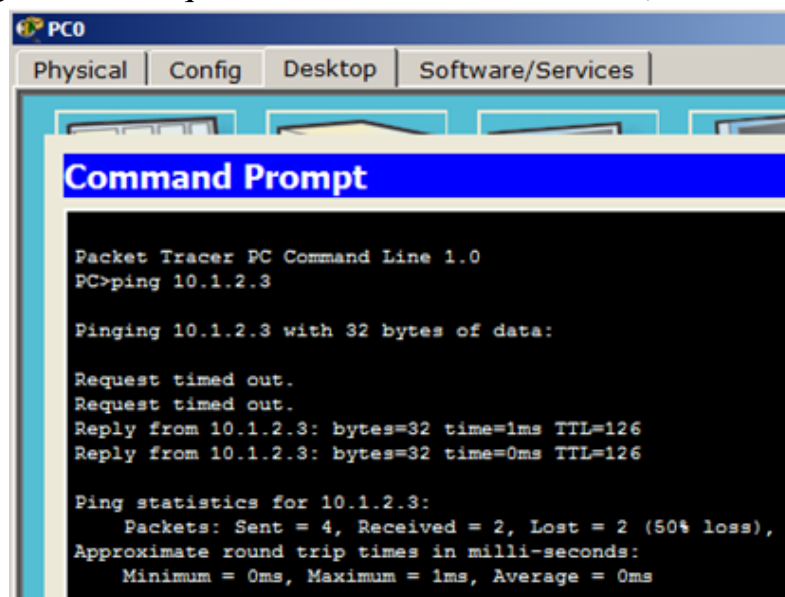 PC0
Physical Config Desktop Software/Services
Command Prompt
Packet Tracer PC Command Line 1.0
PC>ping 10.1.2.3
Pinging 10.1.2.3 with 32 bytes of data:
Request timed out.
Request timed out.
Reply from 10.1.2.3: bytes=32 time=1ms TTL=126
Reply from 10.1.2.3: bytes=32 time=0ms TTL=126
Ping statistics for 10.1.2.3:
Packets: Sent = 4, Received = 2, Lost = 2 (50% loss),
Approximate round trip times in milli-seconds:
Minimum = 0ms, Maximum = 1ms, Average = 0ms